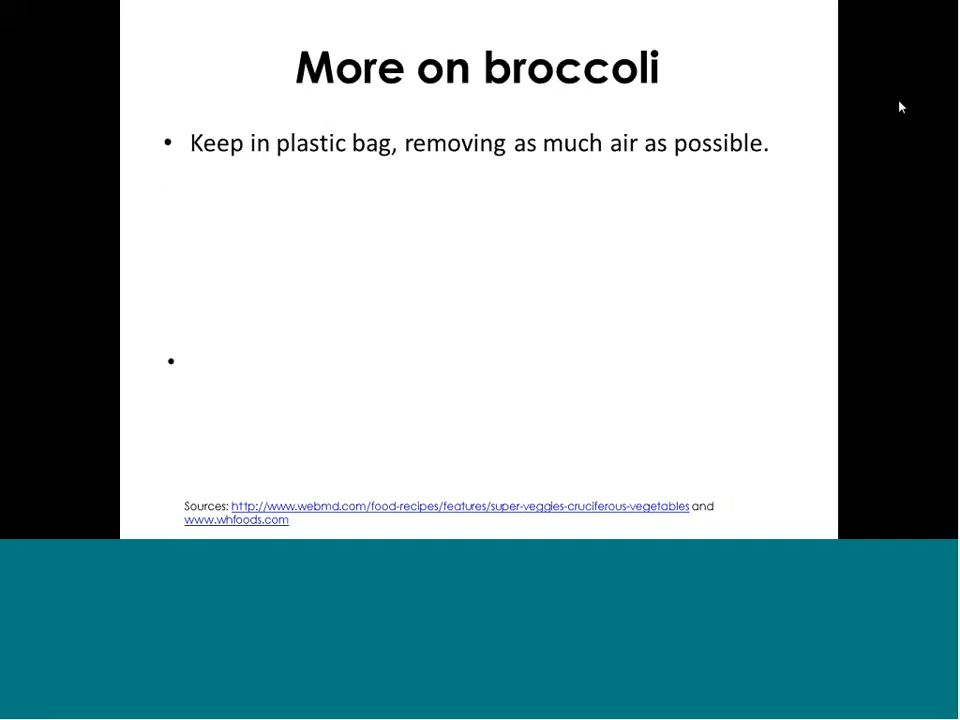 More on broccoli
• Keep in plastic bag, removing as much air as possible.
•
Sources: http://www.webmd.com/food-recipes/features/super-veggies-cruciferous-vegetables and
www.whfoods.com